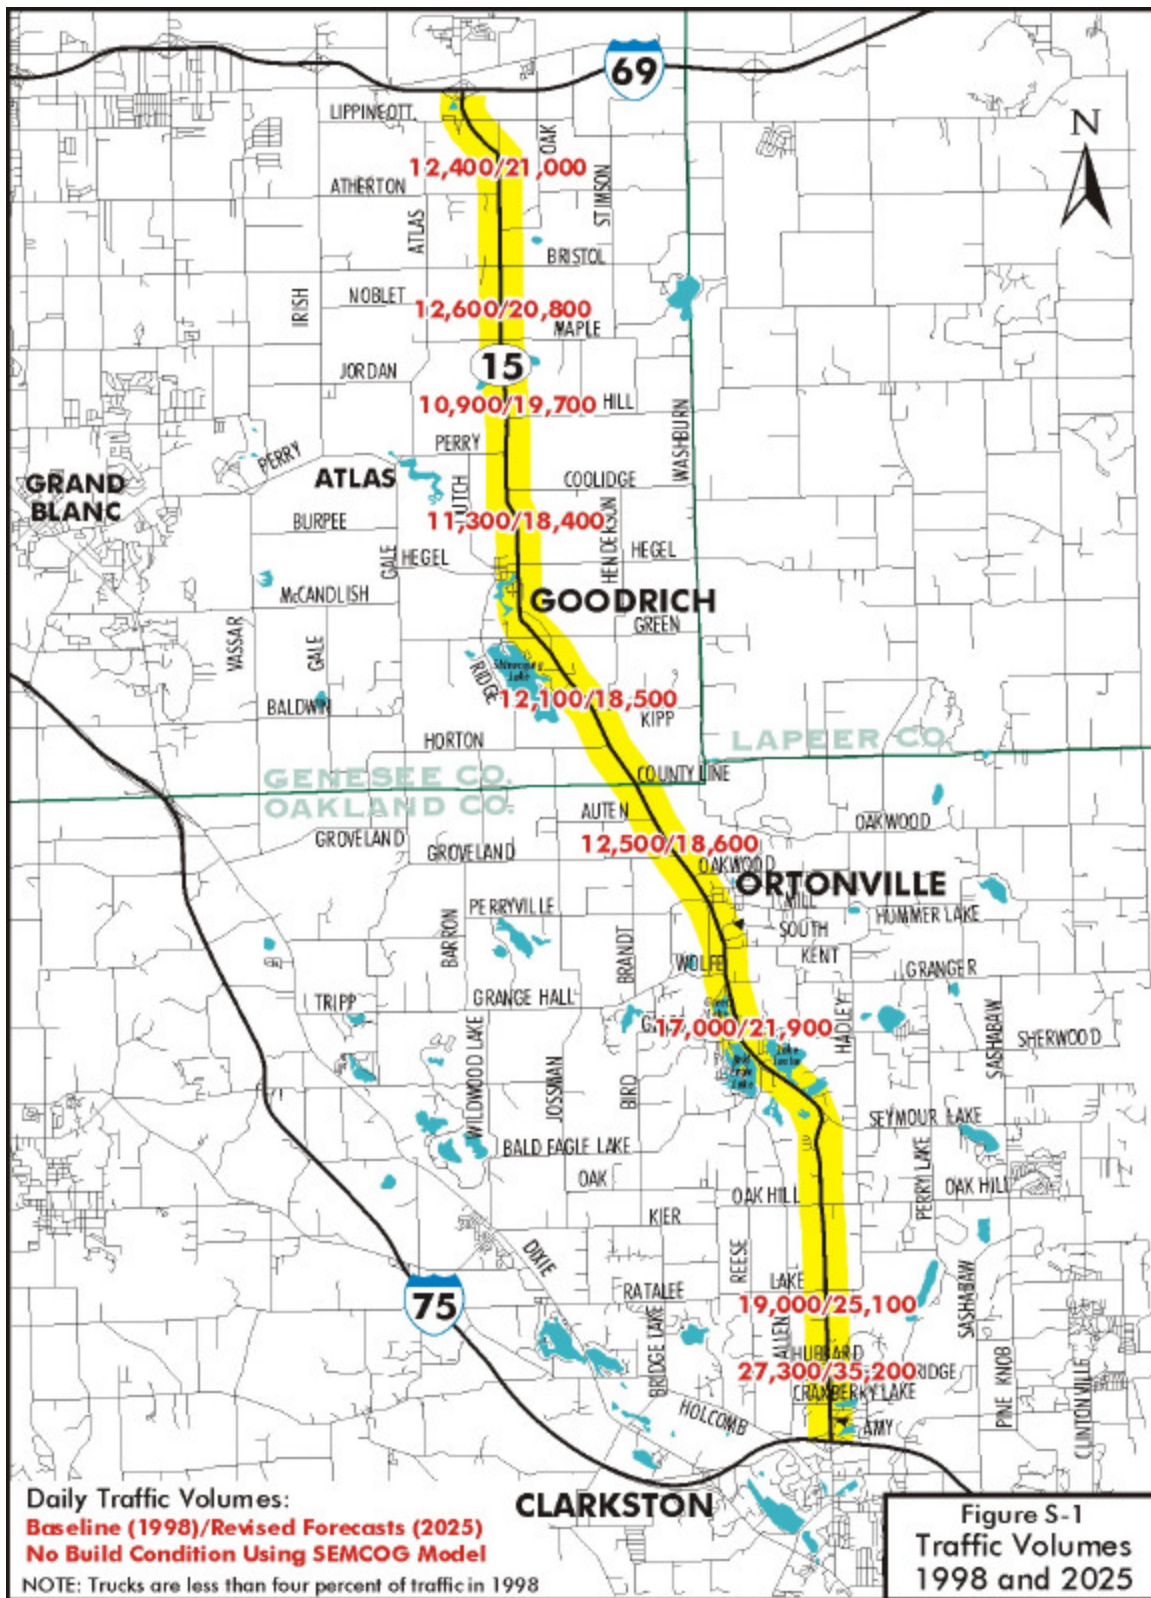 69
N
LIPPINCOTT
OAK
12,400/21,000
ATHERTON
STIMSON
ATLAS
BRISTOL
IRISH
NOBLET
12,600/20,800
MAPLE
15
JORDAN
10,900/19,700
HILL
WASHBURN
PERRY
PERRY
ATLAS
COOLIDGE
GRAND
BLANC
BURPEE
11,300/18,400
HENDERSON
GALE
HEGEL
HEGEL
McCANDLISH
GOODRICH
GREEN
VASSAR
GALE
RIDGE
12,100/18,500
BALDWIN
KIPP
HORTON
LAPEER CO
GENESEE CO.
COUNTY LINE
OAKLAND CO.
AUTEN
OAKWOOD
GROVELAND
GROVELAND
12,500/18,600
OAKWOOD
ORTONVILLE
MILL
PERRYVILLE
HUMMER LAKE
BARRON
BRANDT
SOUTH
WOLFE
KENT
GRANGER
TRIPP
GRANGE HALL
17,000/21,900
HADLEY
SASHABAW
SHERWOOD
WILDWOOD LAKE
JOSSMAN
BIRD
SEYMOUR LAKE
BALD EAGLE LAKE
OAK
OAK HILL
PERRY LAKE
OAK HILL
KIER
DIXIE
REESE
LAKE
RATALEE
19,000/25,100
SASHABAW
75
BRIDGE LAKE
ALLEN
HUBBARD
27,300/35,200
RIDGE
CRANBERRY LAKE
PINE KNOB
CLINTONVILLE
HOLCOMB
AMY
CLARKSTON
Daily Traffic Volumes:
Baseline (1998)/Revised Forecasts (2025)
No Build Condition Using SEMCOG Model
NOTE: Trucks are less than four percent of traffic in 1998
Figure S-1
Traffic Volumes
1998 and 2025